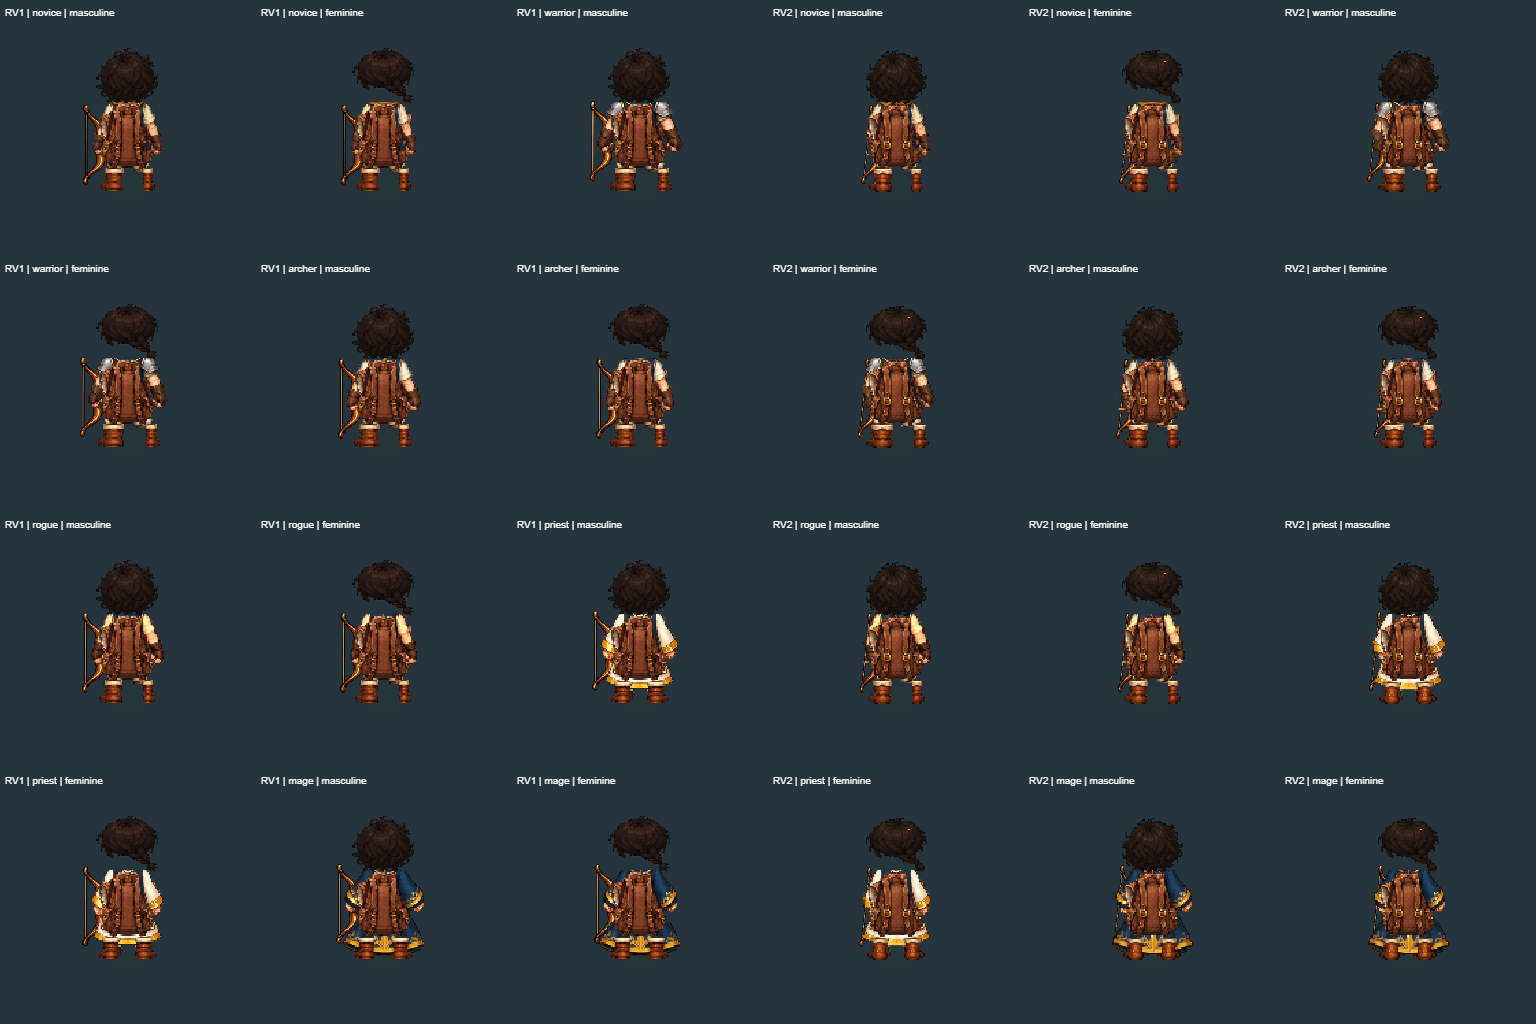 RV1 | novice | masculine
RV1 | novice | feminine
RV1 | warrior | masculine
RV2 | novice | masculine
RV2 | novice | feminine
RV2 | warrior | masculine
RV1 | warrior | feminine
RV1 | archer | masculine
RV1 | archer | feminine
RV2 | warrior | feminine
RV2 | archer | masculine
RV2 | archer | feminine
RV1 | rogue | masculine
RV1 | rogue | feminine
RV1 | priest | masculine
RV2 | rogue | masculine
RV2 | rogue | feminine
RV2 | priest | masculine
RV1 | priest | feminine
RV1 | mage | masculine
RV1 | mage | feminine
RV2 | priest | feminine
RV2 | mage | masculine
RV2 | mage | feminine